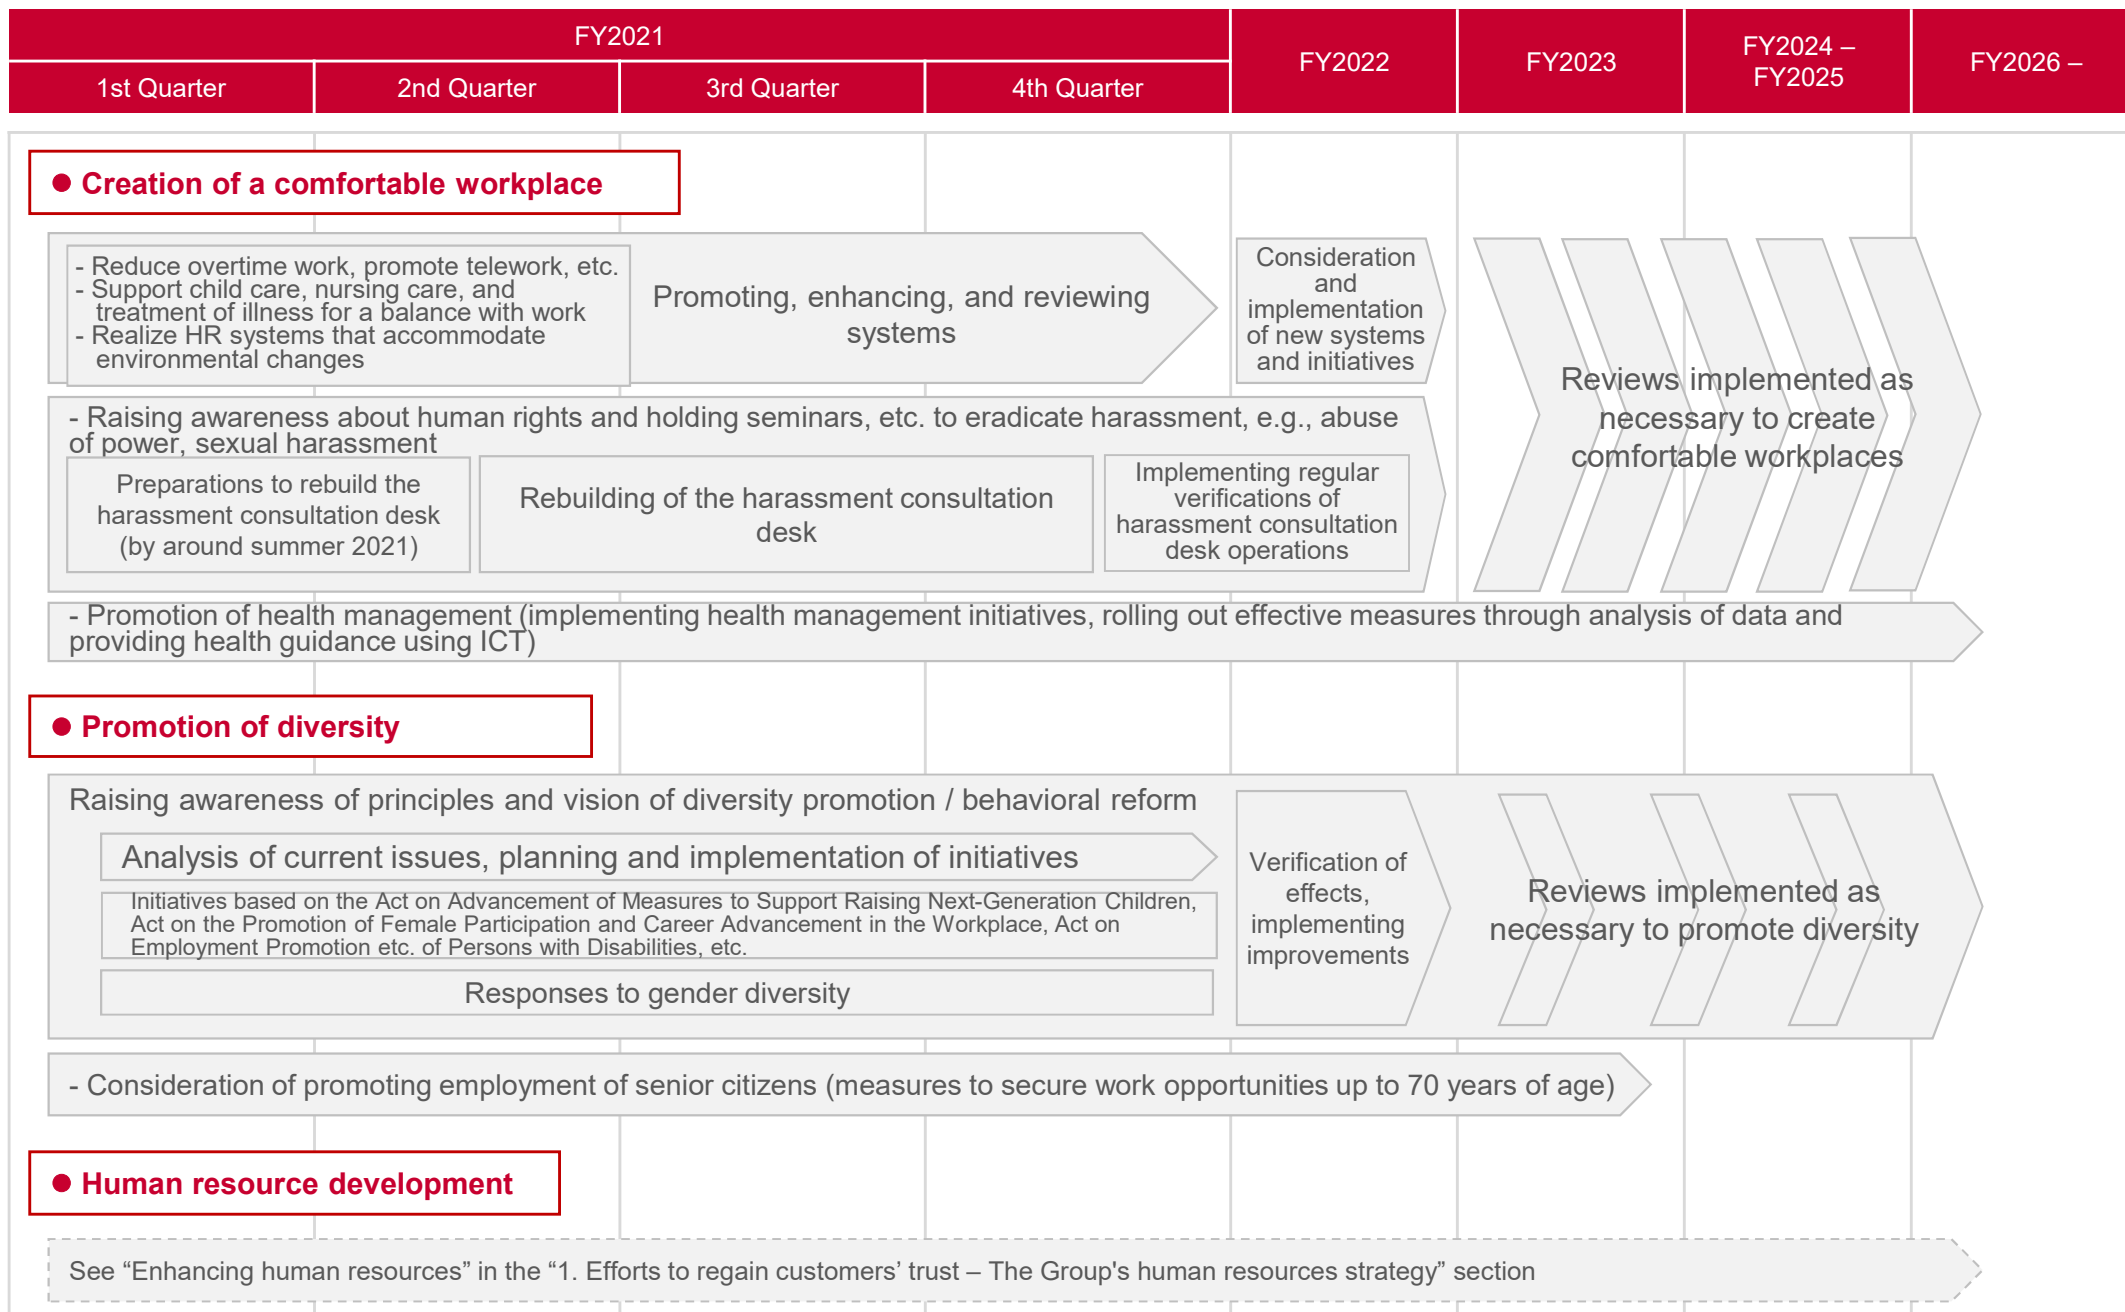 FY2021
FY2022
FY2023
FY2024 –
FY2025
FY2026 –
1st Quarter
2nd Quarter
3rd Quarter
4th Quarter
● Creation of a comfortable workplace
- Reduce overtime work, promote telework, etc.
- Support child care, nursing care, and
treatment of illness for a balance with work
- Realize HR systems that accommodate
environmental changes
Promoting, enhancing, and reviewing
systems
Consideration
and
implementation
of new systems
and initiatives
- Raising awareness about human rights and holding seminars, etc. to eradicate harassment, e.g., abuse
of power, sexual harassment
Preparations to rebuild the
harassment consultation desk
(by around summer 2021)
Rebuilding of the harassment consultation
desk
Implementing regular
verifications of
harassment consultation
desk operations
Reviews implemented as
necessary to create
comfortable workplaces
- Promotion of health management (implementing health management initiatives, rolling out effective measures through analysis of data and
providing health guidance using ICT)
● Promotion of diversity
Raising awareness of principles and vision of diversity promotion / behavioral reform
Analysis of current issues, planning and implementation of initiatives
Initiatives based on the Act on Advancement of Measures to Support Raising Next-Generation Children,
Act on the Promotion of Female Participation and Career Advancement in the Workplace, Act on
Employment Promotion etc. of Persons with Disabilities, etc.
Responses to gender diversity
Verification of
effects,
implementing
improvements
Reviews implemented as
necessary to promote diversity
- Consideration of promoting employment of senior citizens (measures to secure work opportunities up to 70 years of age)
● Human resource development
See “Enhancing human resources” in the “1. Efforts to regain customers’ trust – The Group's human resources strategy” section